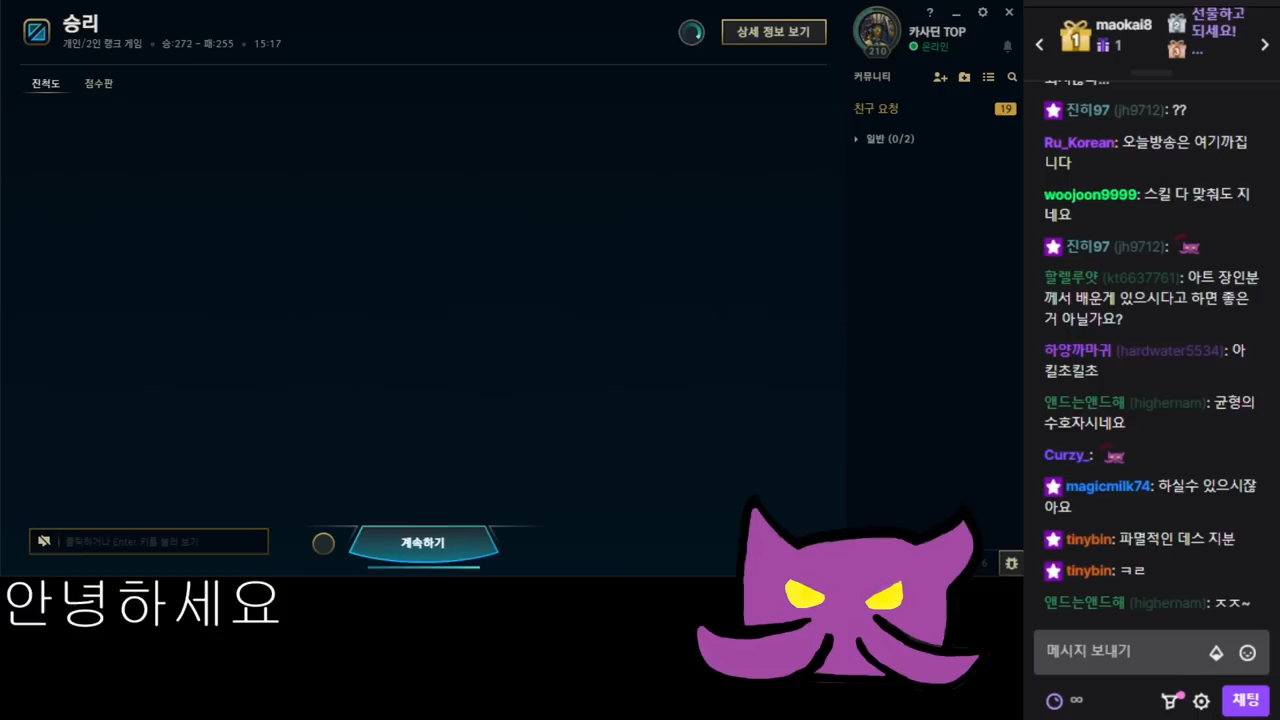 승리
개인/2인 랭크 게임 • 승:272 - 패:255 • 15:17
상세 정보 보기
진척도
점수판
계속하기
안녕하세요
210
카사딘 TOP
온라인
커뮤니티
친구 요청
19
일반 (0/2)
6
1
maokai8
1
2
선물하고
되세요!
3
...
진히97 (jh9712): ??
Ru_Korean: 오늘방송은 여기까집
니다
woojoon9999: 스킬 다 맞춰도 지
네요
진히97 (jh9712):
할렐루얏 (kt6637761): 아트 장인분
께서 배운게 있으시다고 하면 좋은
거 아닐가요?
하양까마귀 (hardwater5534): 아
킬초킬초
앤드는앤드해 (highernam): 균형의
수호자시네요
Curzy_:
magicmilk74: 하실수 있으시잖
아요
tinybin: 파멸적인 데스 지분
tinybin: ㅋㄹ
앤드는앤드해 (highernam): ㅈㅈ~
메시지 보내기
채팅